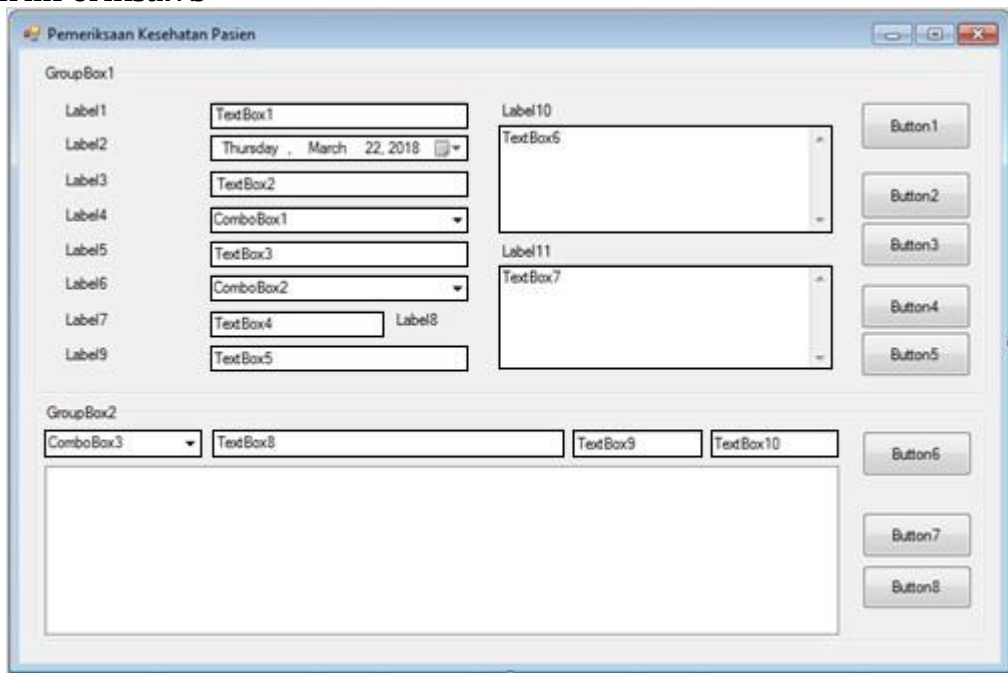 Pemeriksaan Kesehatan Pasien
GroupBox1
Label1
TextBox1
Label2
Thursday , March 22, 2018
Label3
TextBox2
Label4
ComboBox1
Label5
TextBox3
Label6
ComboBox2
Label7
TextBox4
Label8
Label9
TextBox5
Label10
TextBox6
Label11
TextBox7
Button1
Button2
Button3
Button4
Button5
GroupBox2
ComboBox3
TextBox8
TextBox9
TextBox10
Button6
Button7
Button8